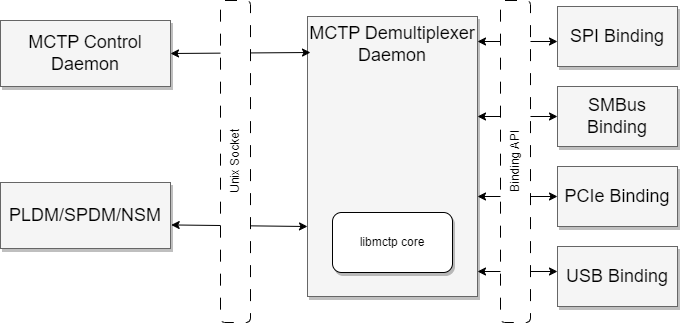 MCTP Control
Daemon
PLDM/SPDM/NSM
Unix Socket
MCTP Demultiplexer
Daemon
libmctp core
Binding API
SPI Binding
SMBus
Binding
PCIe Binding
USB Binding